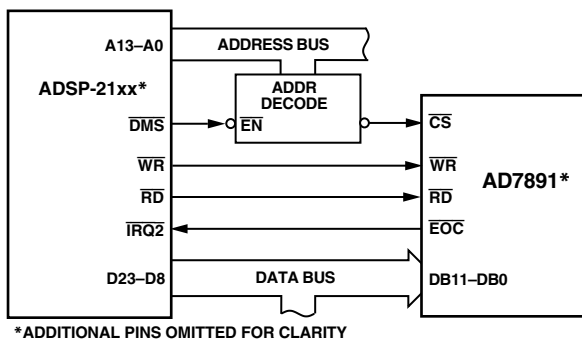 A13–A0
ADDRESS BUS
ADSP-21xx*
ADDR
DECODE
DMS
EN
CS
WR
WR
AD7891*
RD
RD
IRQ2
EOC
D23–D8
DATA BUS
DB11–DB0
*ADDITIONAL PINS OMITTED FOR CLARITY